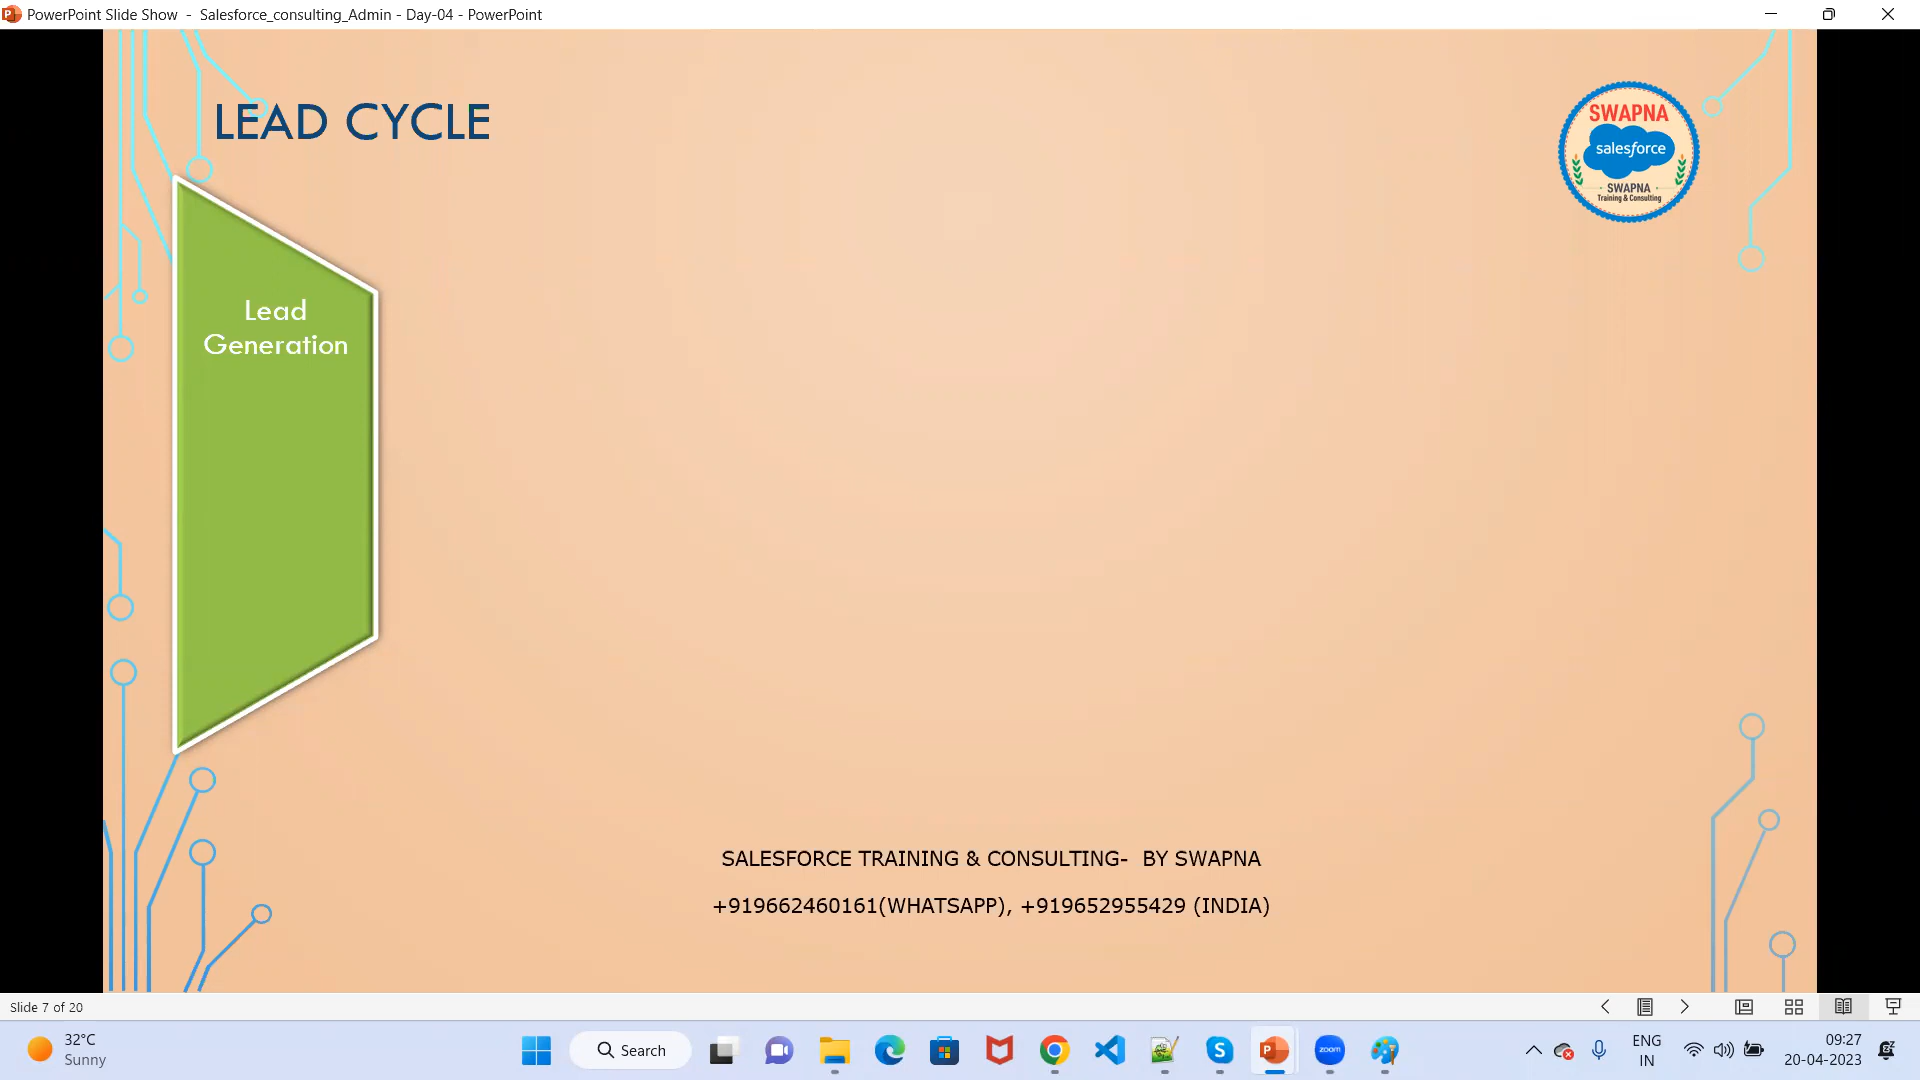 PowerPoint Slide Show - Salesforce_consulting_Admin - Day-04 - PowerPoint
LEAD CYCLE
SWAPNA
salesforce
SWAPNA
Training & Consulting
Lead
Generation
SALESFORCE TRAINING & CONSULTING- BY SWAPNA
+919662460161(WHATSAPP), +919652955429 (INDIA)
Slide 7 of 20
32°C
Sunny
Search
zoom
ENG
IN
09:27
20-04-2023